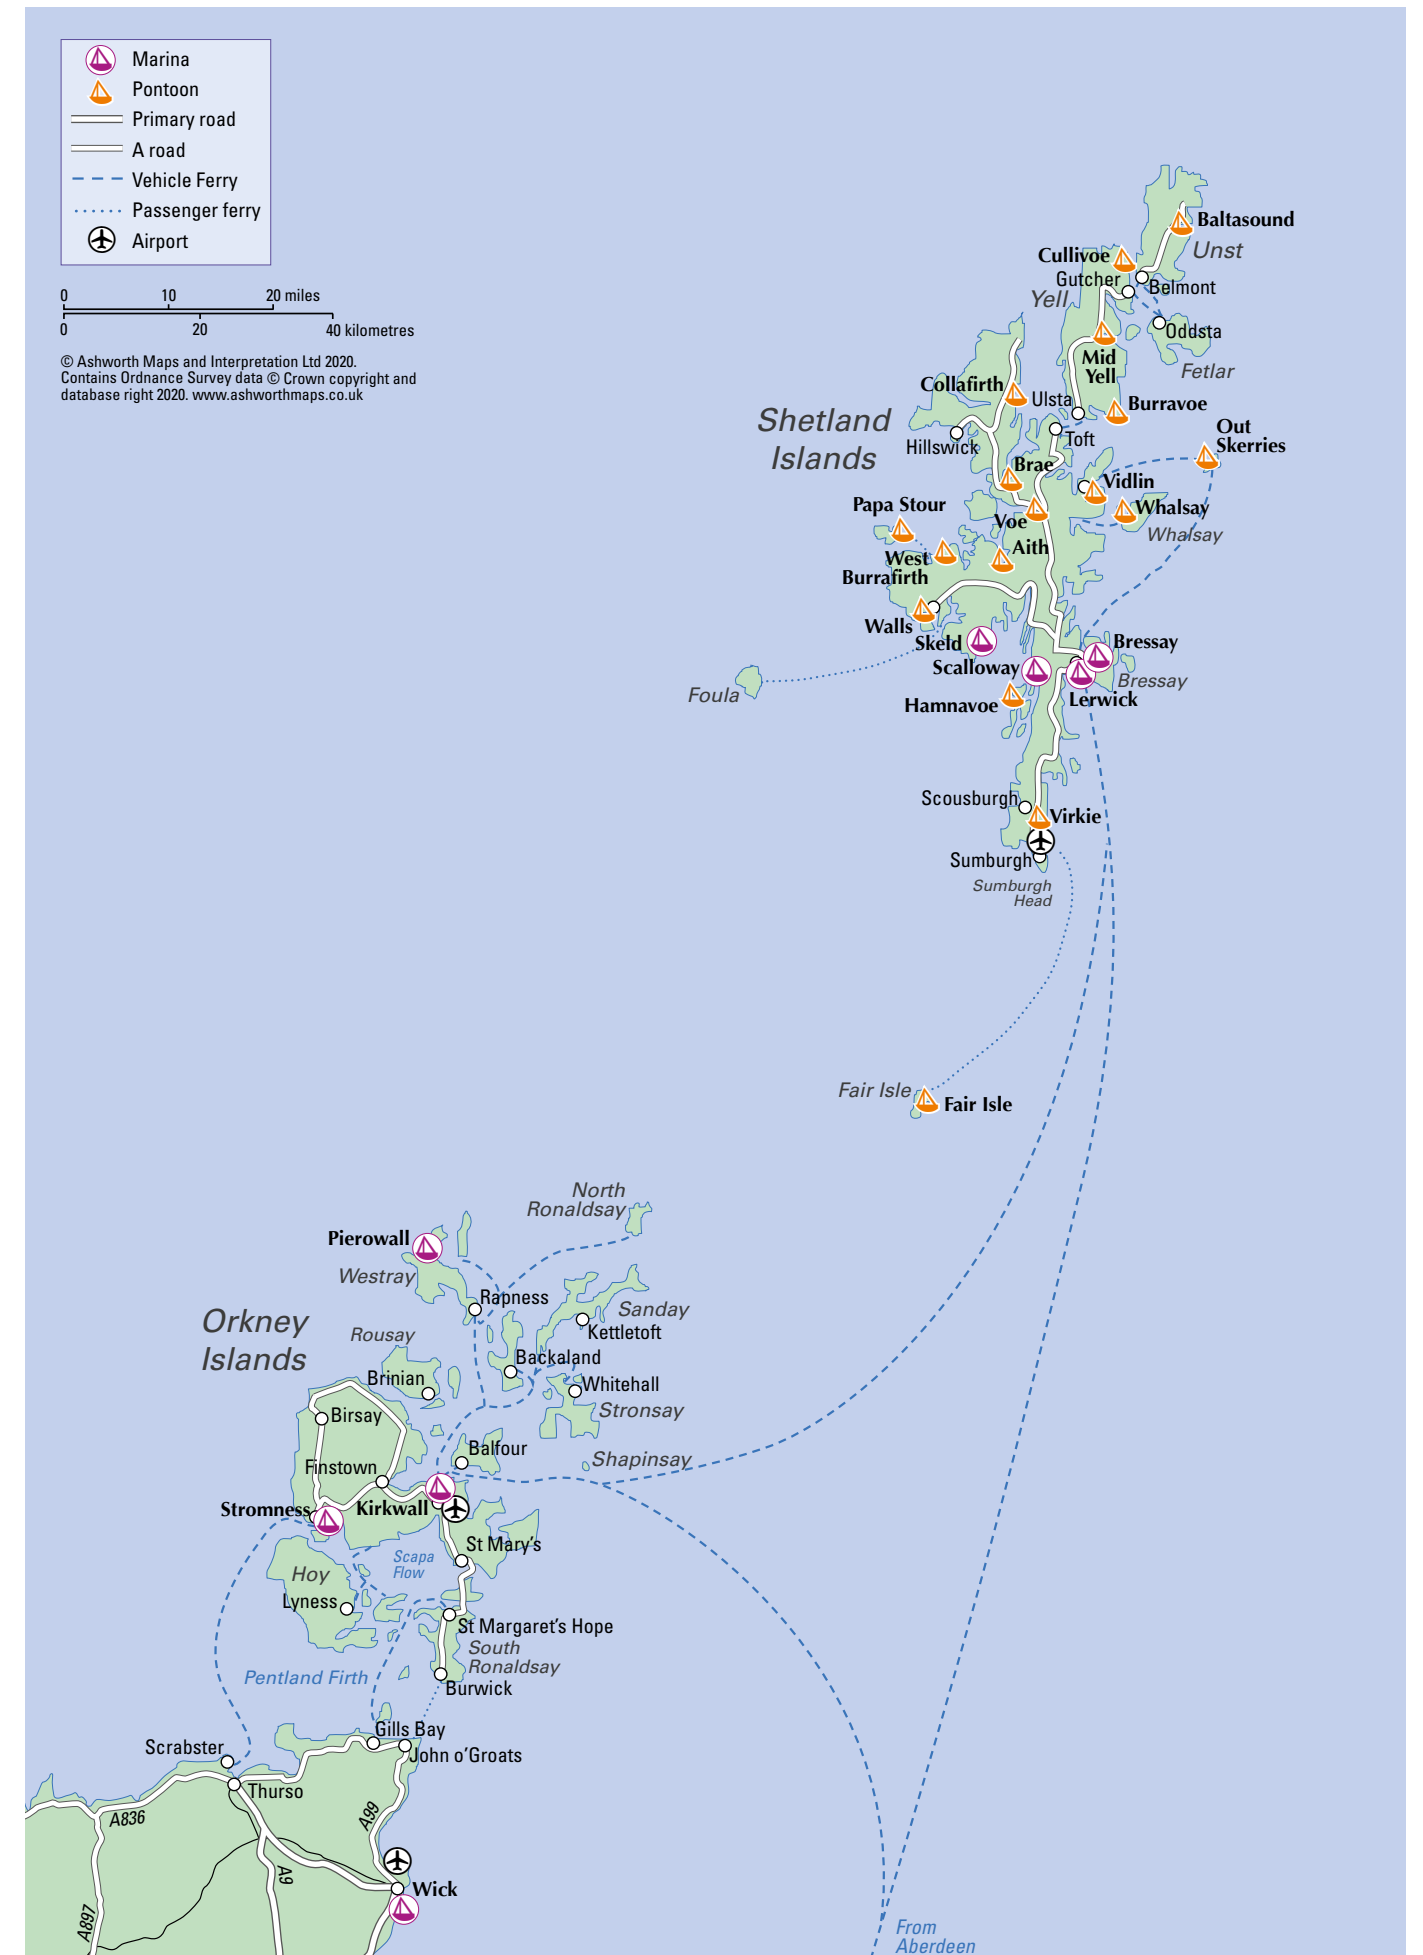 Marina
Pontoon
Primary road
A road
Vehicle Ferry
Passenger ferry
Airport
0 10 20 miles
0 20 40 kilometres
© Ashworth Maps and Interpretation Ltd 2020.
Contains Ordnance Survey data © Crown copyright and
database right 2020. www.ashworthmaps.co.uk
Baltasound
Unst
Cullivoe
Gutcher
Belmont
Yell
Oddsta
Mid
Yell
Fetlar
Collafirth
Ulsta
Burravoe
Shetland
Islands
Out
Skerries
Toft
Hillswick
Brae
Vidlin
Papa Stour
Whalsay
Voe
Whalsay
Aith
West
Burrafirth
Walls
Skeld
Bressay
Scalloway
Bressay
Foula
Lerwick
Hamnavoe
Scousburgh
Virkie
Sumburgh
Sumburgh
Head
Fair Isle
Fair Isle
North
Ronaldsay
Pierowall
Westray
Rapness
Sanday
Orkney
Islands
Kettletoft
Rousay
Backaland
Brinian
Whitehall
Stronsay
Birsay
Balfour
Shapinsay
Finstown
Stromness
Kirkwall
St Mary's
Scapa
Flow
Hoy
Lyness
St Margaret's Hope
South
Ronaldsay
Pentland Firth
Burwick
Gills Bay
Scrabster
John o'Groats
Thurso
A836
A99
A9
Wick
A897
From
Aberdeen